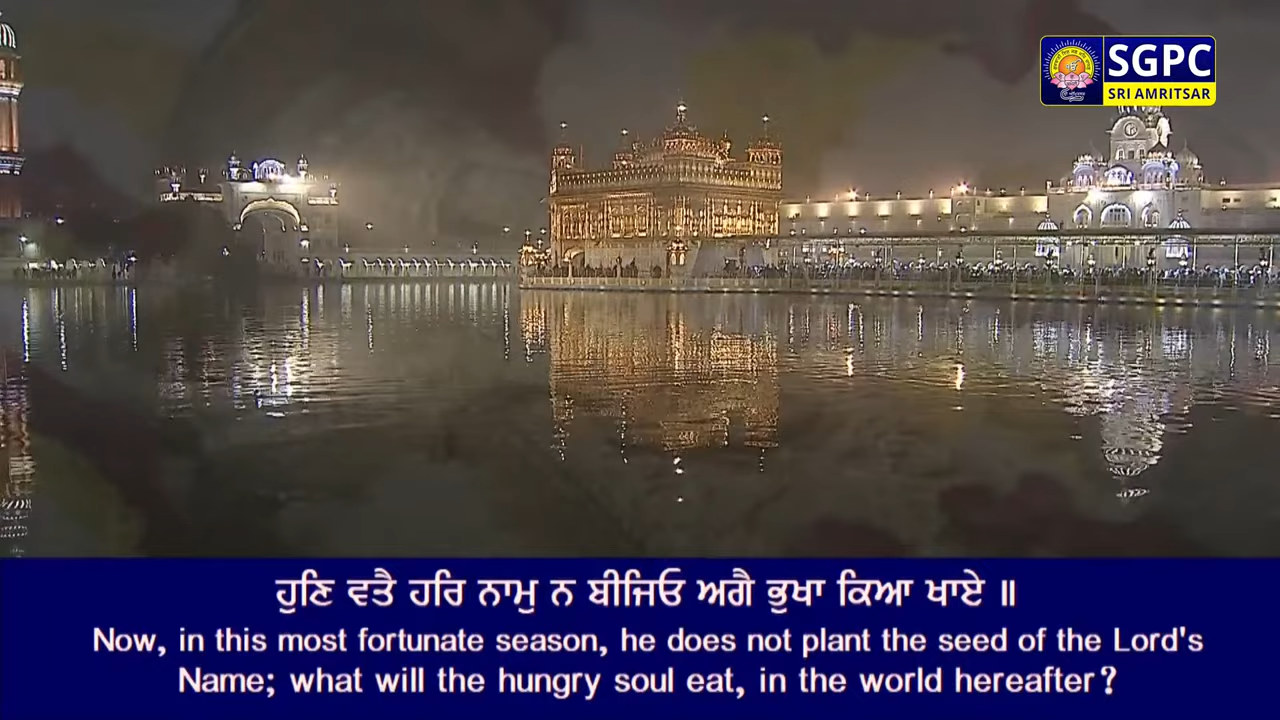 SGPC
SRI AMRITSAR
ਹੁਣਿ ਵਤੈ ਹਰਿ ਨਾਮੁ ਨ ਬੀਜਿਓ ਅਗੈ ਭੁਖਾ ਕਿਆ ਖਾਏ ॥
Now, in this most fortunate season, he does not plant the seed of the Lord's
Name; what will the hungry soul eat, in the world hereafter?